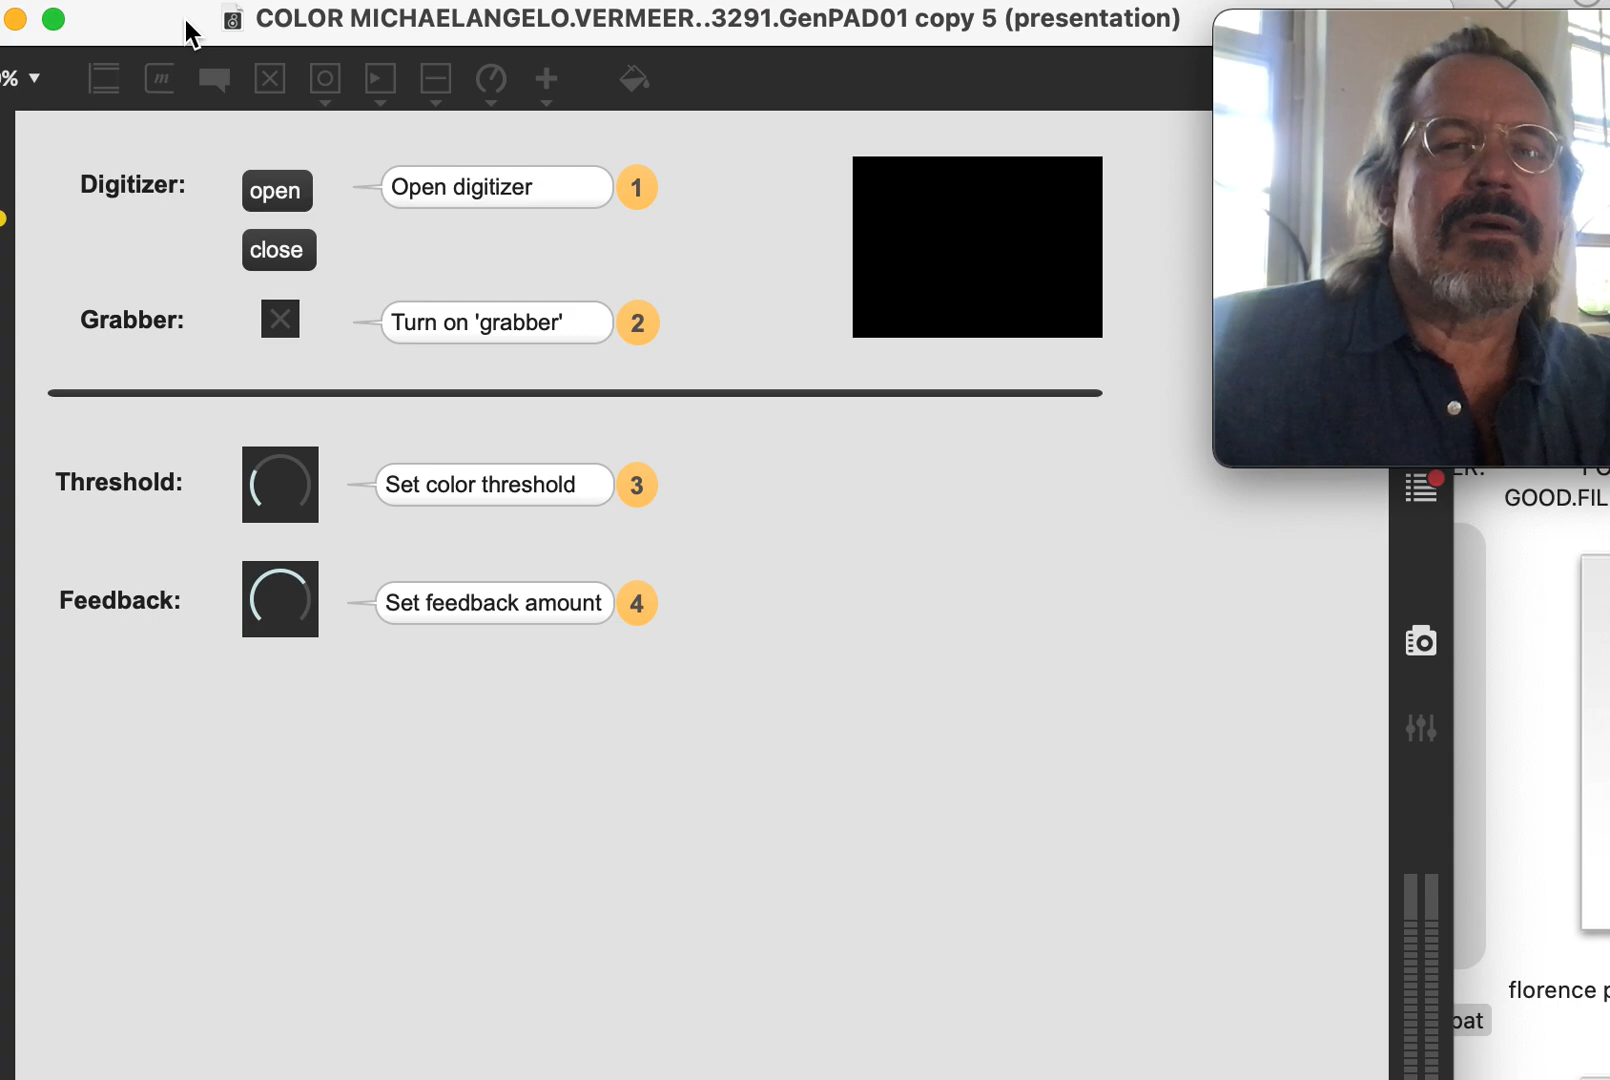 COLOR MICHAELANGELO.VERMEER..3291.GenPAD01 copy 5 (presentation)
%
m
Digitizer:
open
Open digitizer
1
close
Grabber:
Turn on 'grabber'
2
Threshold:
Set color threshold
3
Feedback:
Set feedback amount
4
GOOD.FIL
florence p
pat